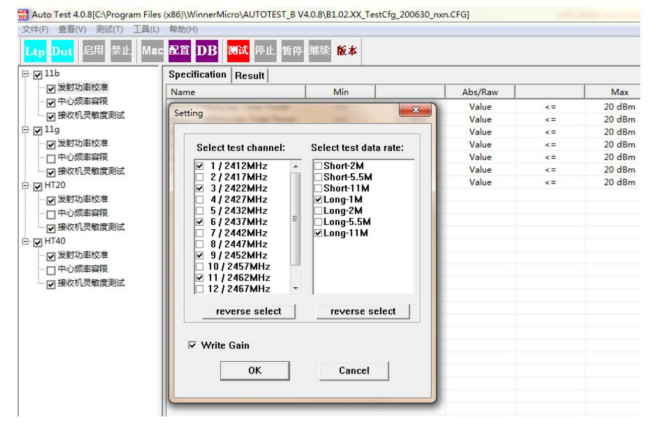 Auto Test 4.0.8[C:\Program Files (x86)\WinnerMicro\AUTOTEST_B V4.0.8\B1.02.XX_TestCfg_200630_nxn.CFG]
文件(F) 查看(V) 测试(T) 工具(L) 帮助(H)
Ltp Dut 启用 禁止 Mac 配置 DB 测试 停止 暂停 继续 版本
11b
发射功率校准
中心频率容限
接收机灵敏度测试
11g
发射功率校准
中心频率容限
接收机灵敏度测试
HT20
发射功率校准
中心频率容限
接收机灵敏度测试
HT40
发射功率校准
中心频率容限
接收机灵敏度测试
Specification Result
Name Min Abs/Raw Max
Value <= 20 dBm
Value <= 20 dBm
Value <= 20 dBm
Value <= 20 dBm
Value <= 20 dBm
Value <= 20 dBm
Value <= 20 dBm
Setting
Select test channel:
1 / 2412MHz
2 / 2417MHz
3 / 2422MHz
4 / 2427MHz
5 / 2432MHz
6 / 2437MHz
7 / 2442MHz
8 / 2447MHz
9 / 2452MHz
10 / 2457MHz
11 / 2462MHz
12 / 2467MHz
reverse select
Select test data rate:
Short-2M
Short-5.5M
Short-11M
Long-1M
Long-2M
Long-5.5M
Long-11M
reverse select
Write Gain
OK Cancel